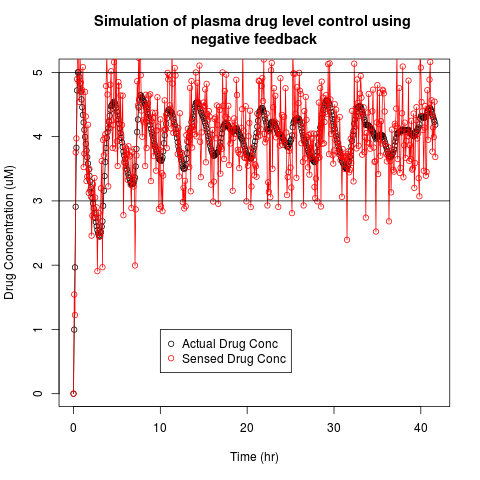 Simulation of plasma drug level control using
negative feedback
Drug Concentration (uM)
5
4
3
2
1
0
Actual Drug Conc
Sensed Drug Conc
0 10 20 30 40
Time (hr)